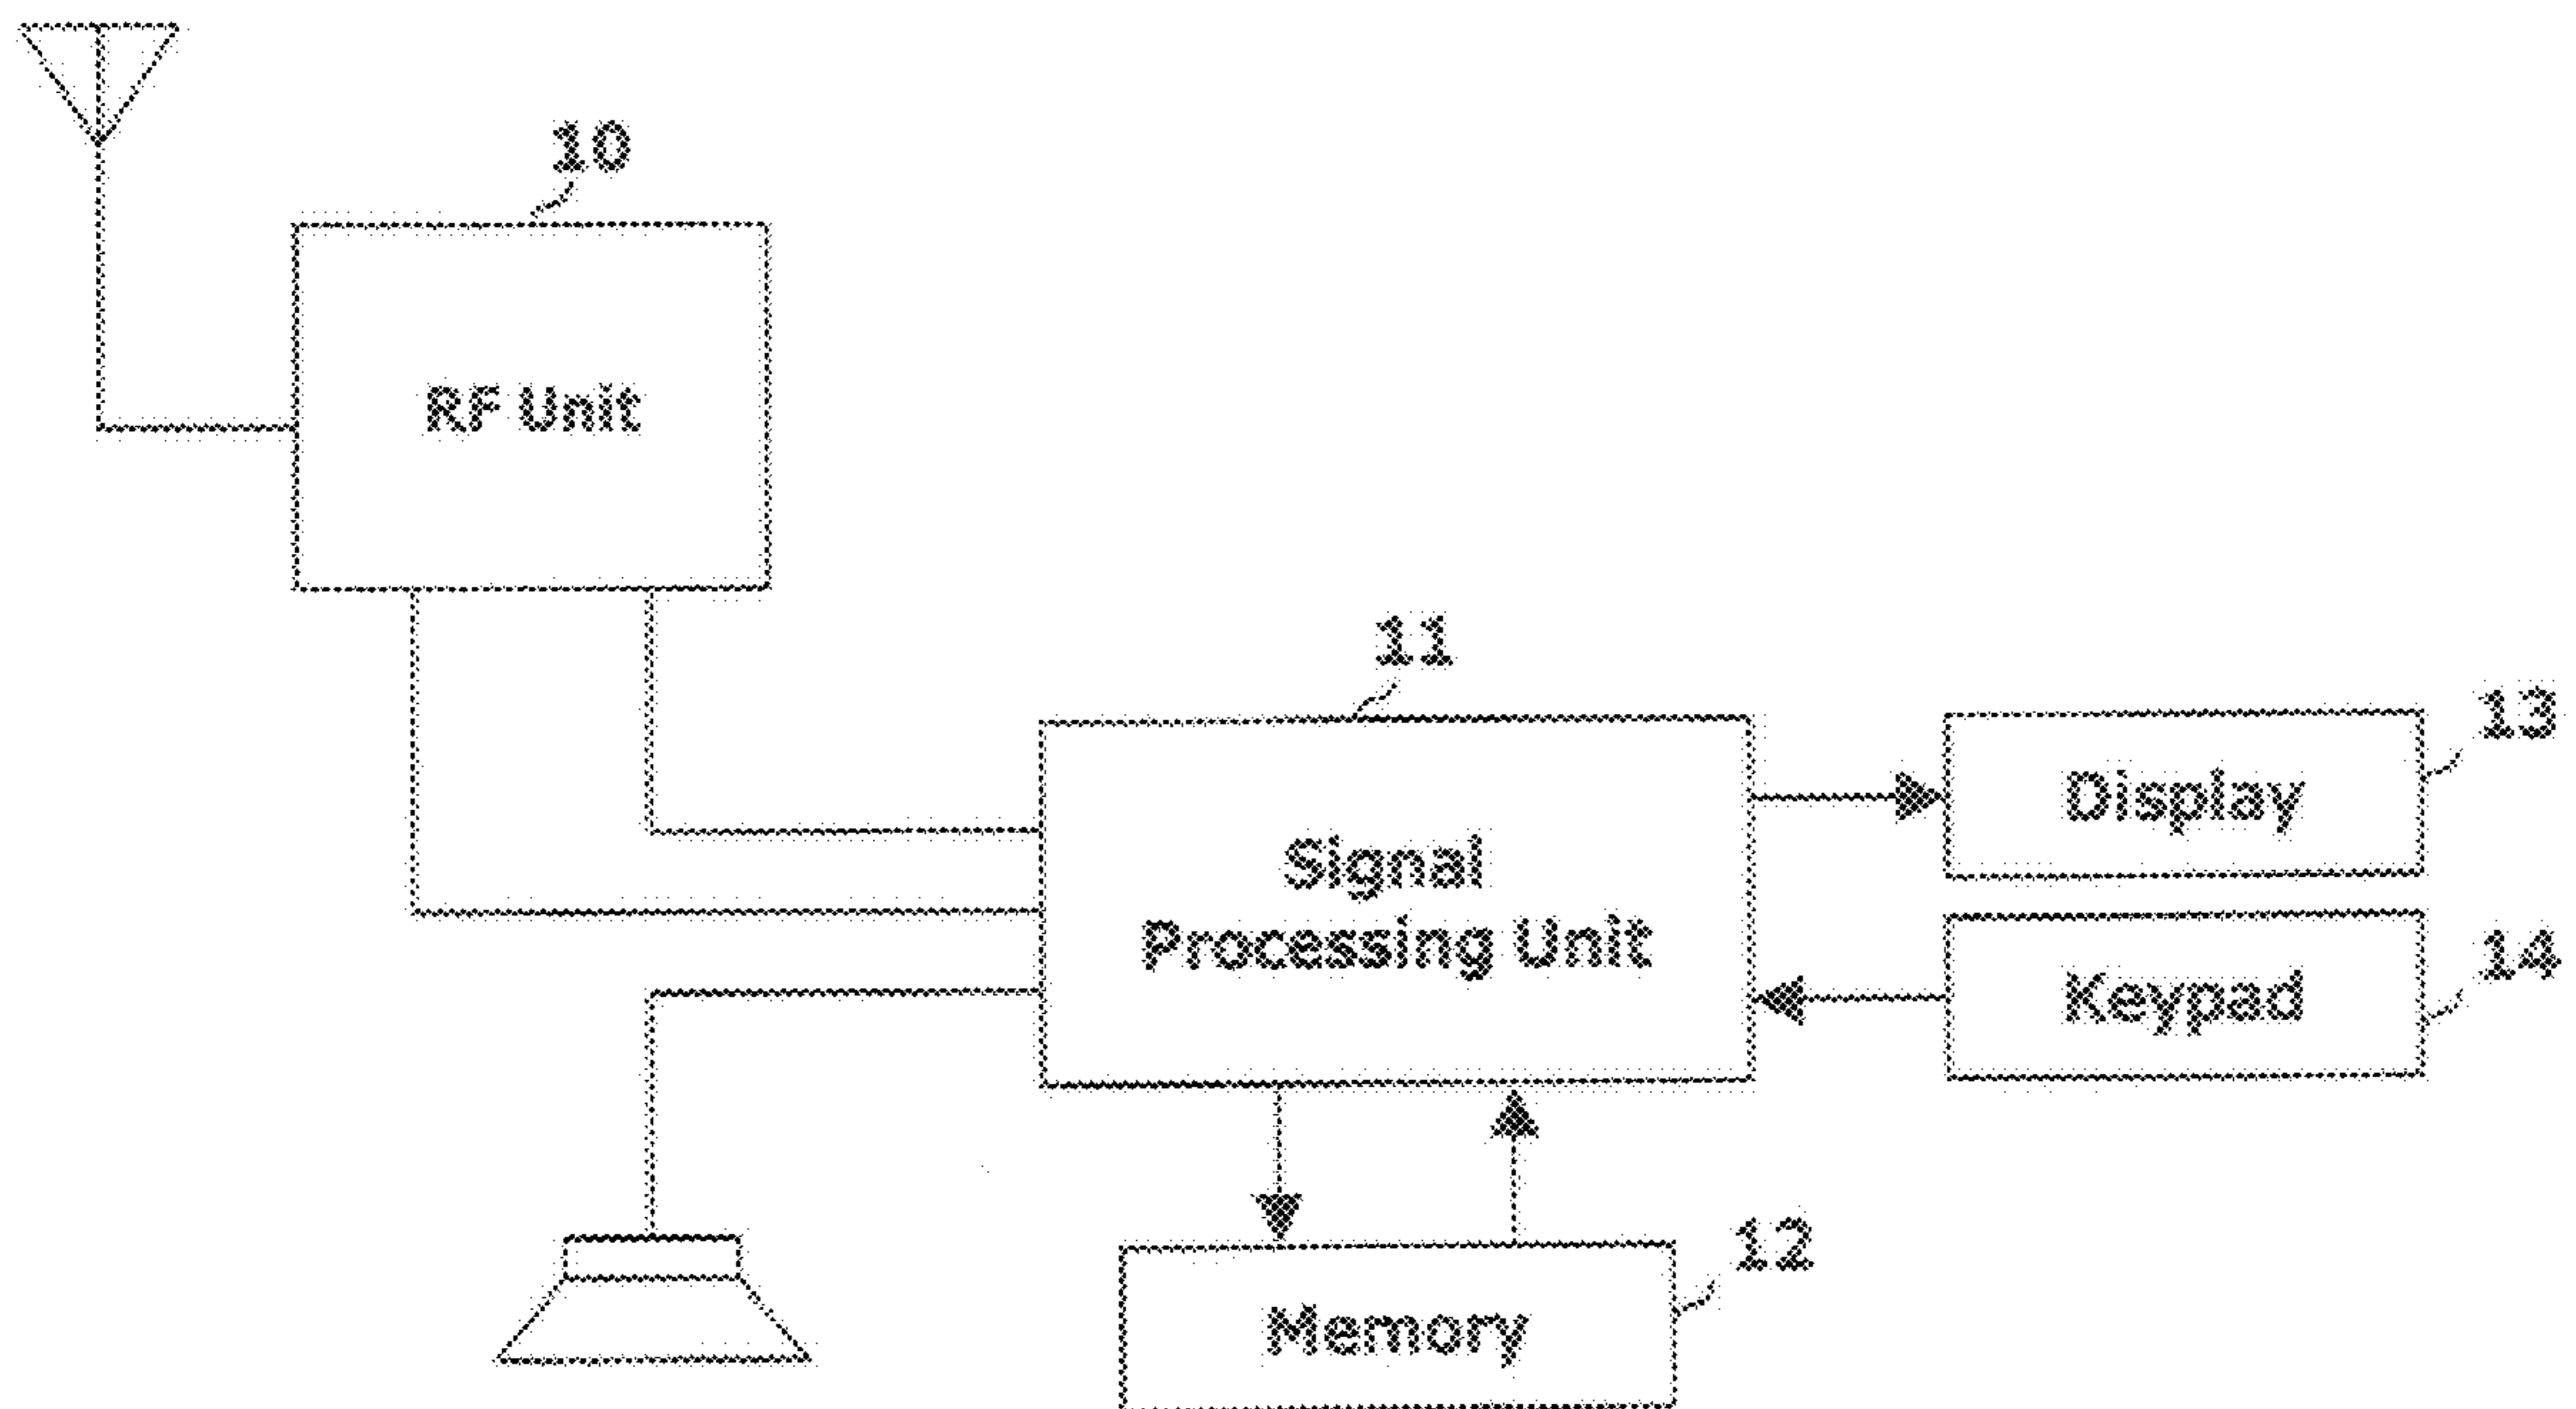 10
RF Unit
11
13
Display
Signal
Processing Unit
14
Keypad
12
Memory